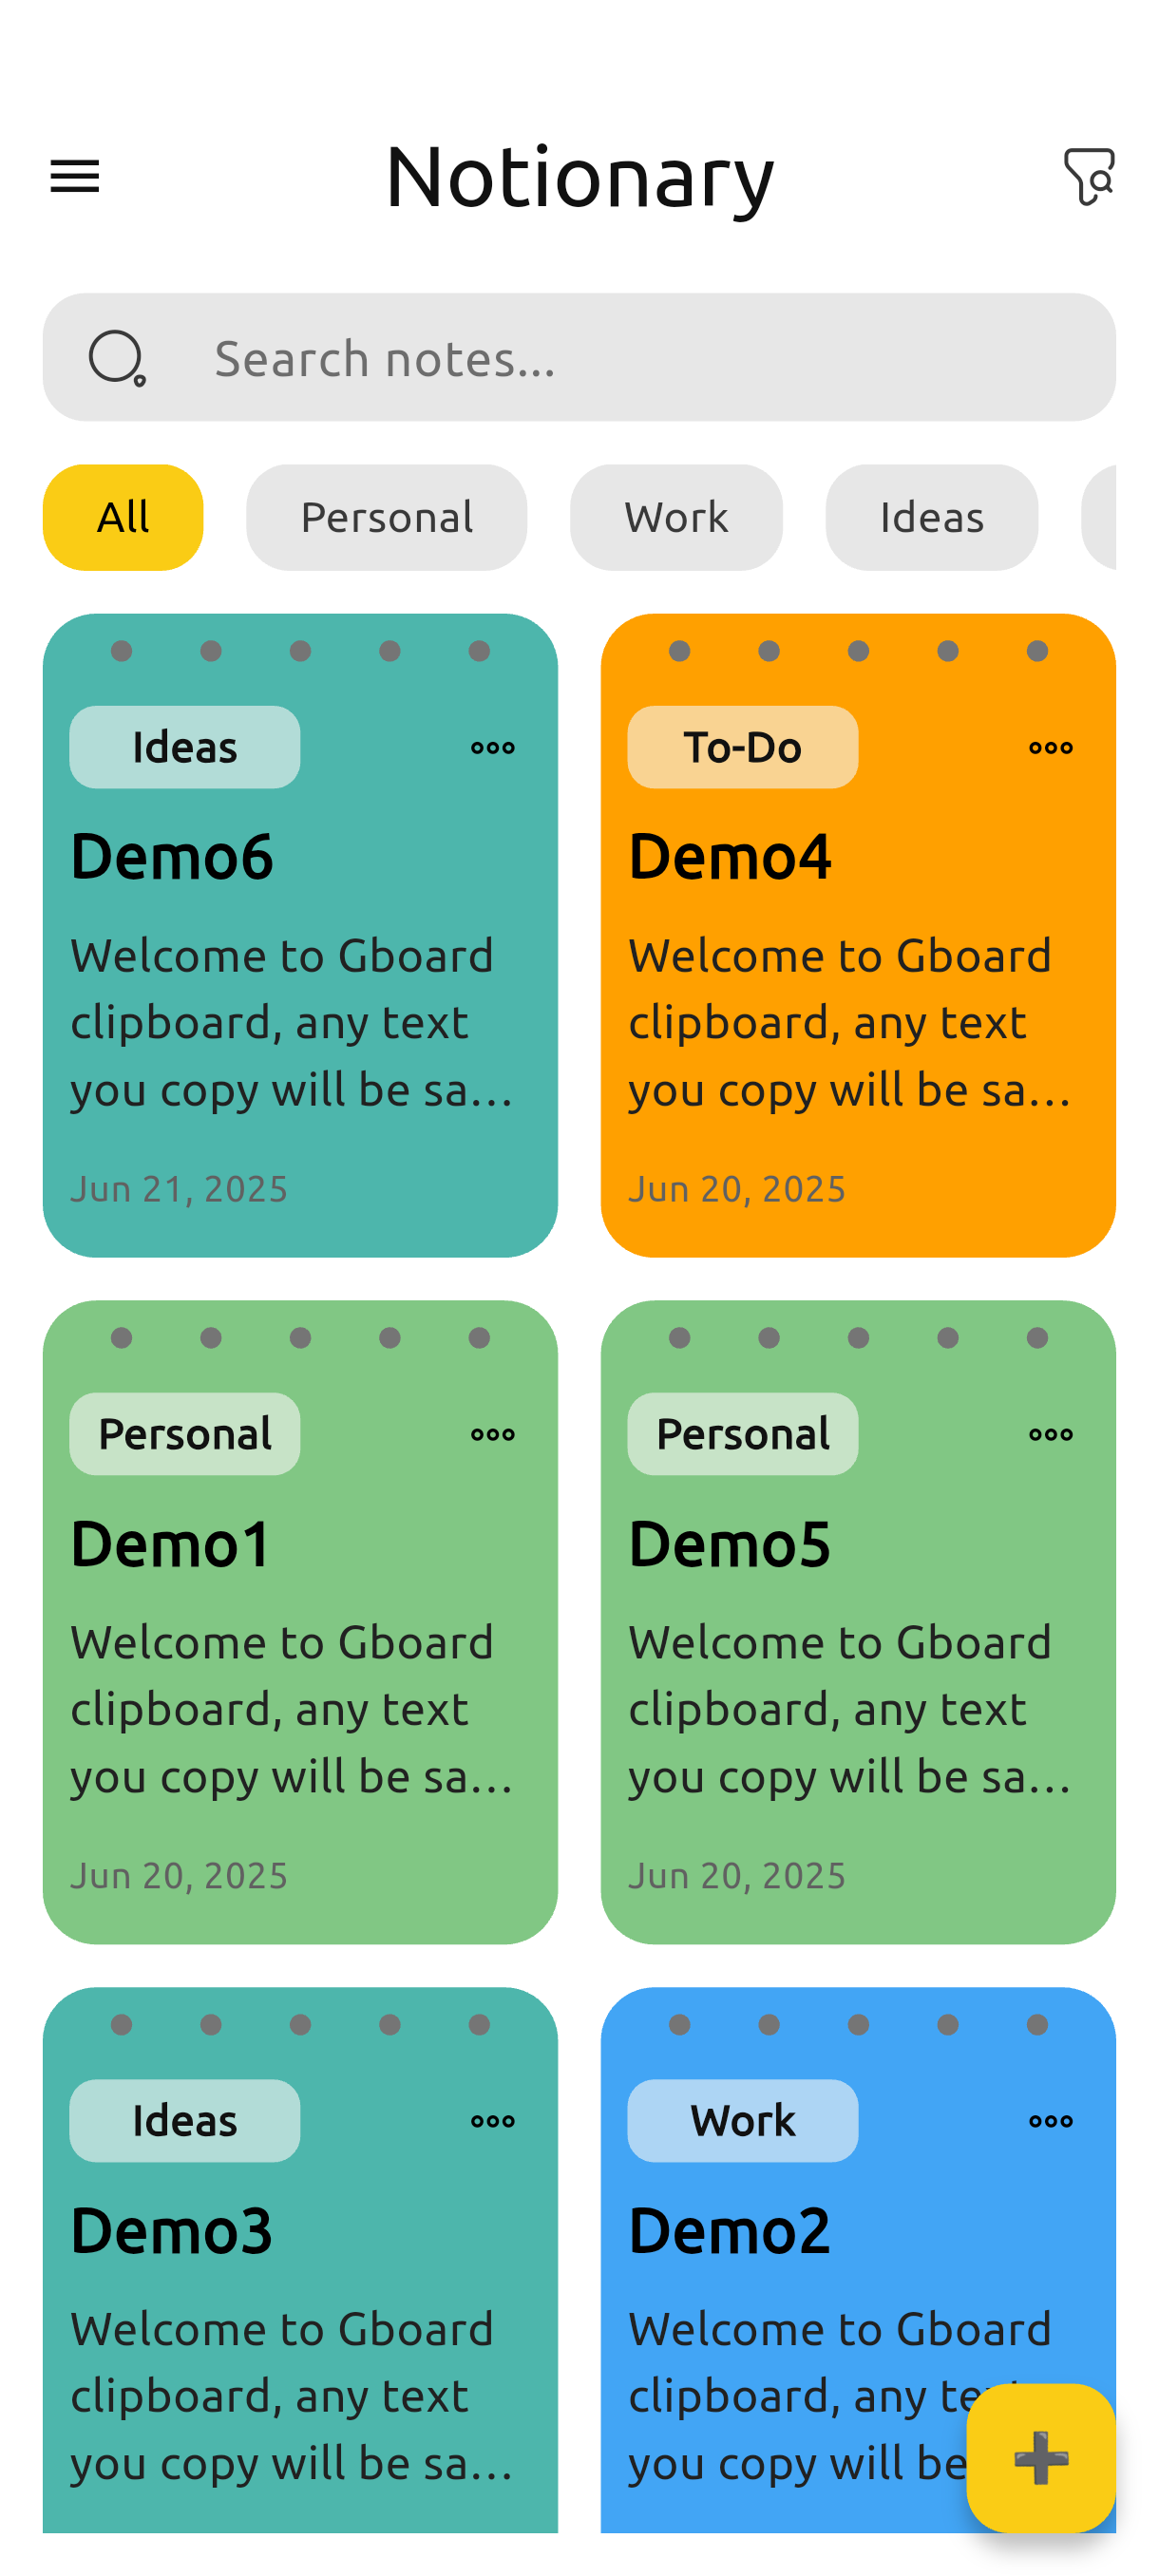 Notionary
Search notes...
All
Personal
Work
Ideas
Ideas
Demo6
Welcome to Gboard
clipboard, any text
you copy will be sa...
Jun 21, 2025
To-Do
Demo4
Welcome to Gboard
clipboard, any text
you copy will be sa...
Jun 20, 2025
Personal
Demo1
Welcome to Gboard
clipboard, any text
you copy will be sa...
Jun 20, 2025
Personal
Demo5
Welcome to Gboard
clipboard, any text
you copy will be sa...
Jun 20, 2025
Ideas
Demo3
Welcome to Gboard
clipboard, any text
you copy will be sa...
Work
Demo2
Welcome to Gboard
clipboard, any
you copy will be